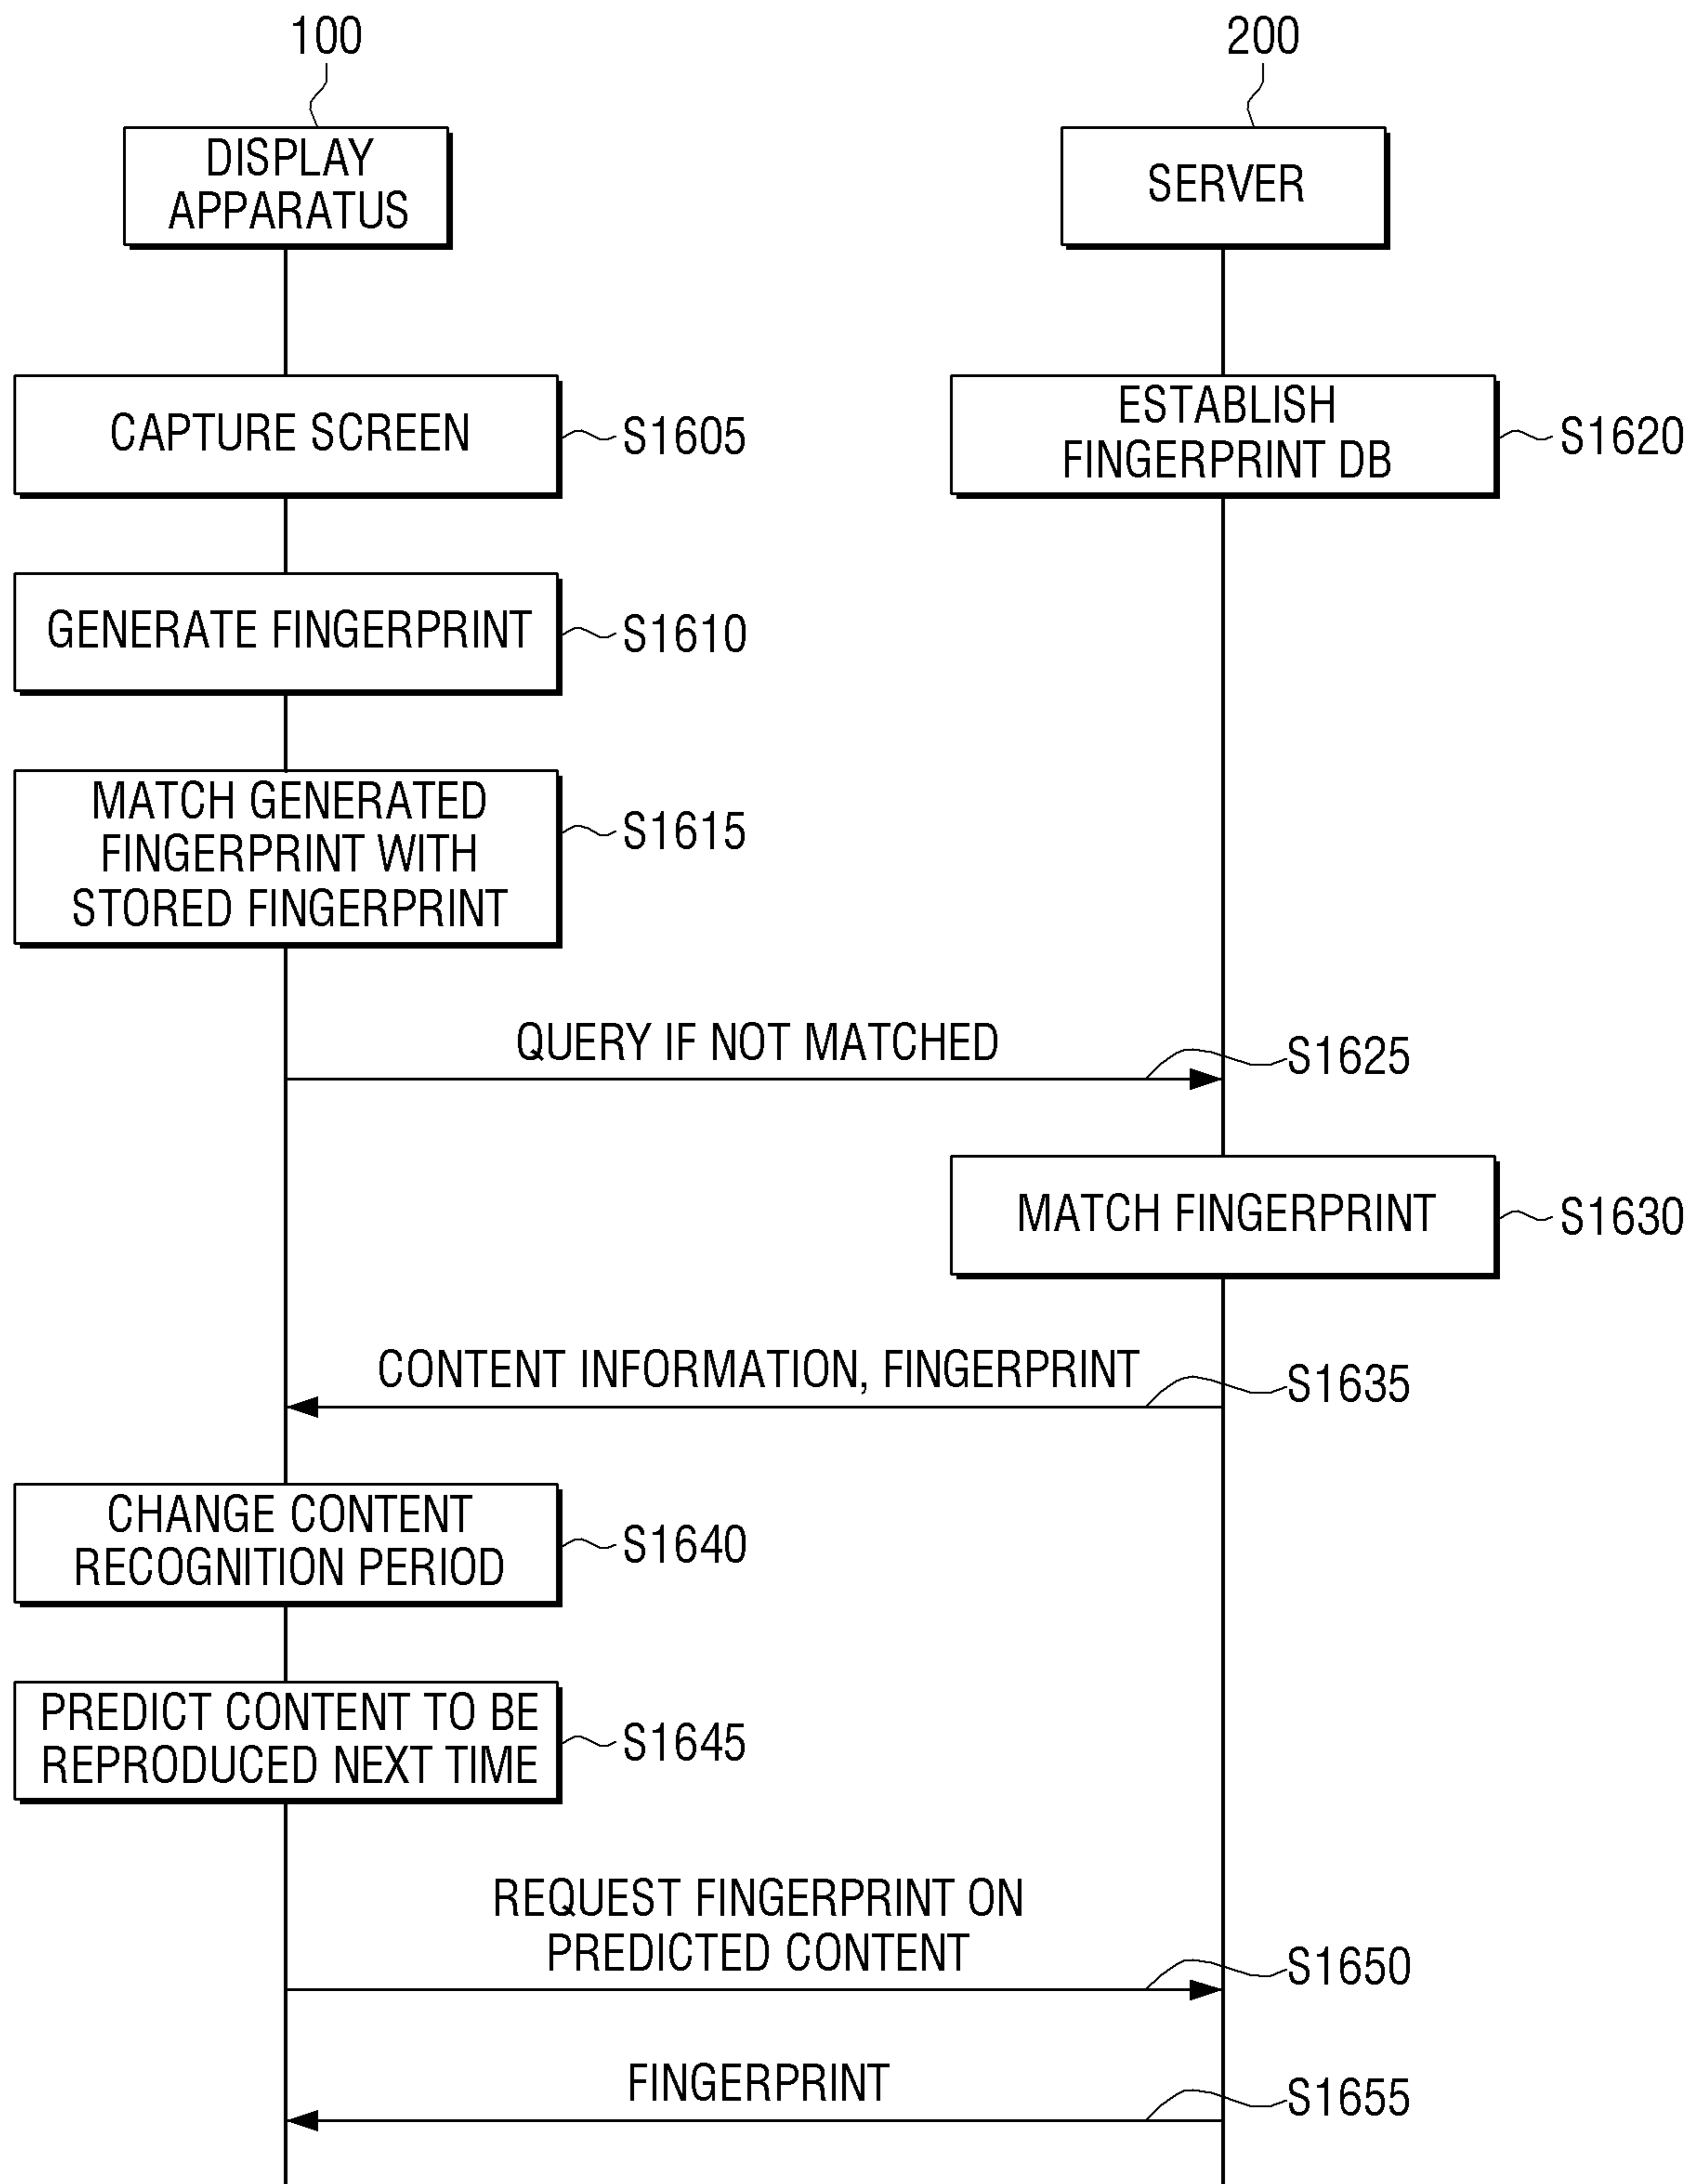 100
200
DISPLAY
APPARATUS
SERVER
CAPTURE SCREEN
S1605
ESTABLISH
FINGERPRINT DB
S1620
GENERATE FINGERPRINT
S1610
MATCH GENERATED
FINGERPRINT WITH
STORED FINGERPRINT
S1615
QUERY IF NOT MATCHED
S1625
MATCH FINGERPRINT
S1630
CONTENT INFORMATION, FINGERPRINT
S1635
CHANGE CONTENT
RECOGNITION PERIOD
S1640
PREDICT CONTENT TO BE
REPRODUCED NEXT TIME
S1645
REQUEST FINGERPRINT ON
PREDICTED CONTENT
S1650
FINGERPRINT
S1655